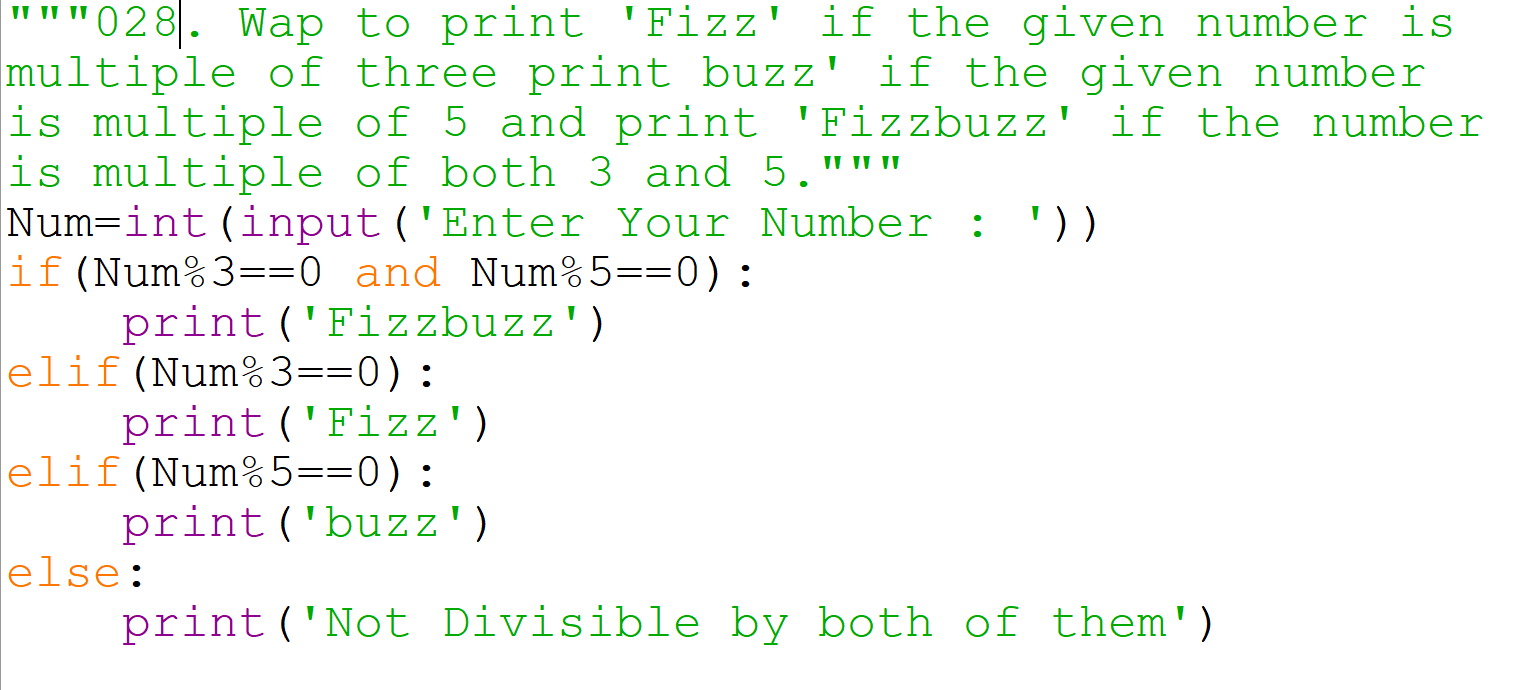 """028. Wap to print 'Fizz' if the given number is
multiple of three print buzz' if the given number
is multiple of 5 and print 'Fizzbuzz' if the number
is multiple of both 3 and 5."""
Num=int(input('Enter Your Number : '))
if(Num%3==0 and Num%5==0):
    print('Fizzbuzz')
elif(Num%3==0):
    print('Fizz')
elif(Num%5==0):
    print('buzz')
else:
    print('Not Divisible by both of them')